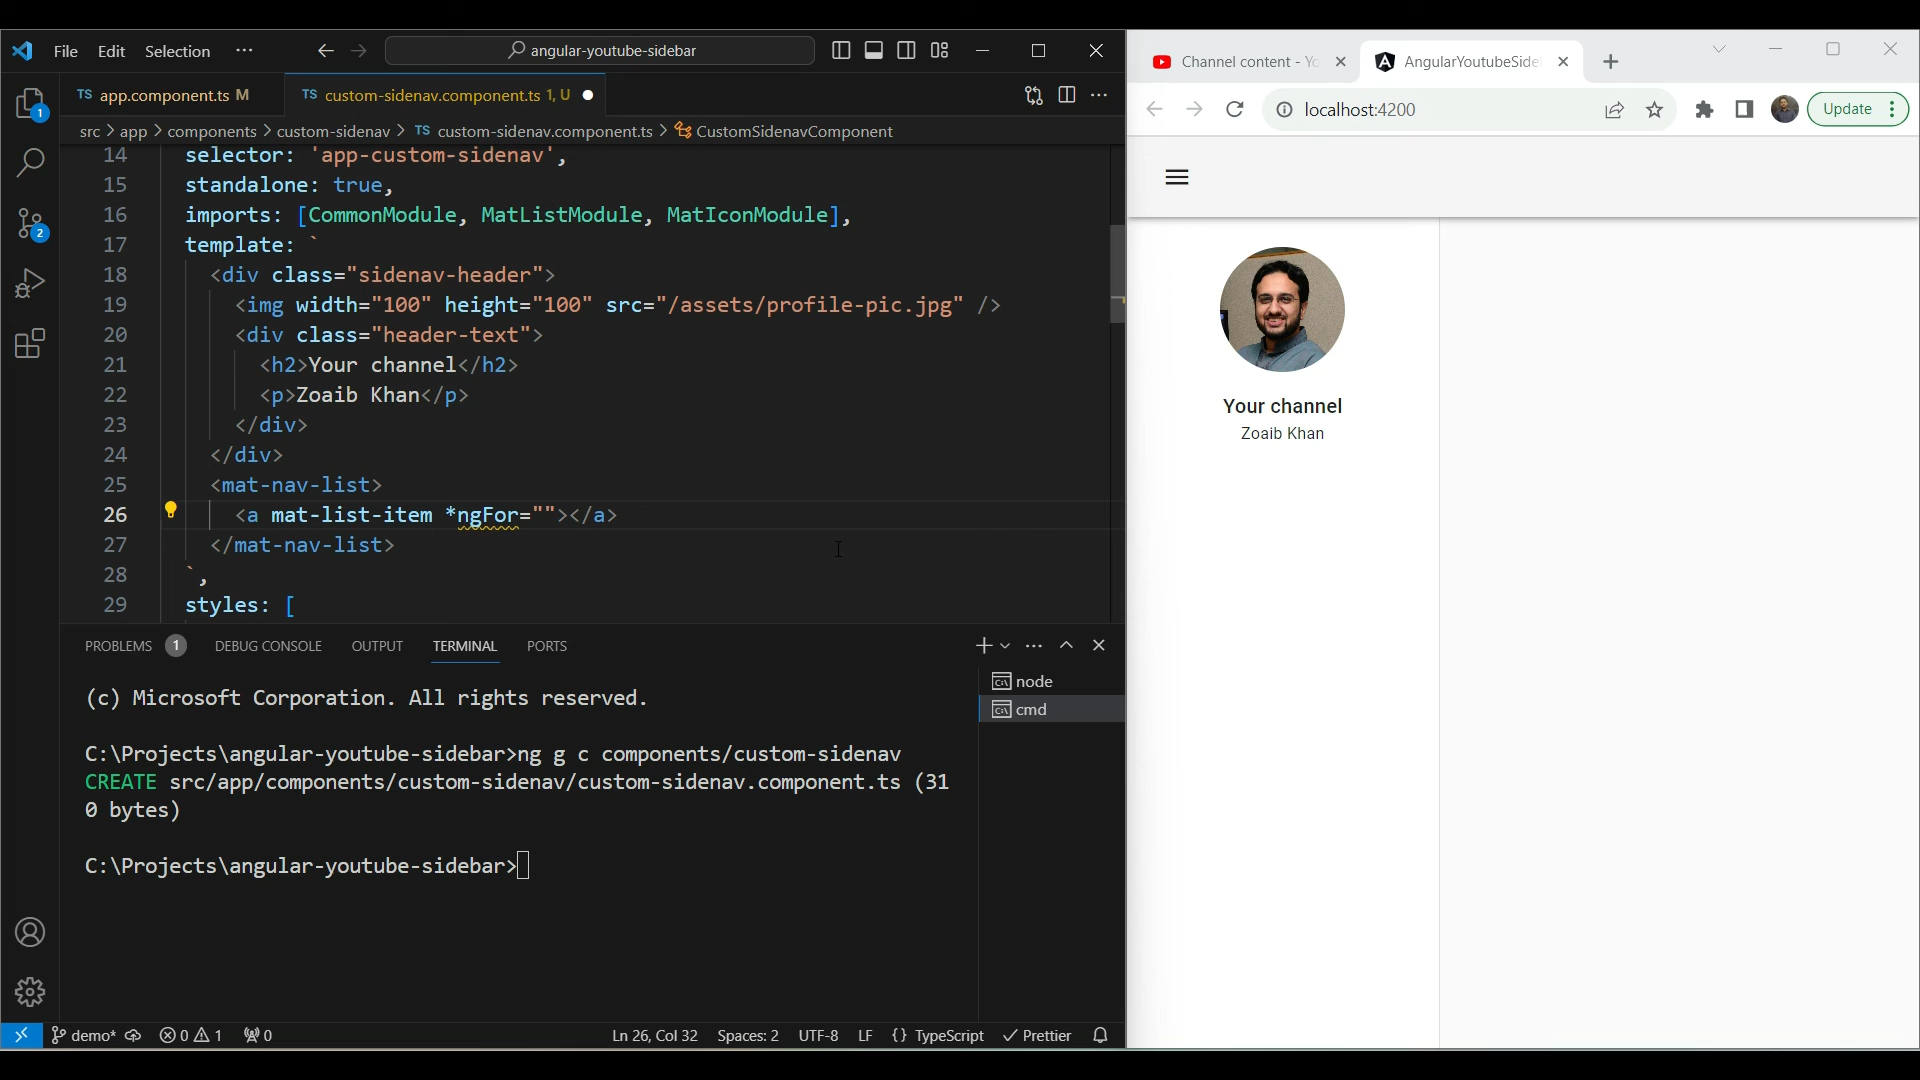 File Edit Selection ··· angular-youtube-sidebar
TS app.component.ts M TS custom-sidenav.component.ts 1, U
src > app > components > custom-sidenav > TS custom-sidenav.component.ts > CustomSidenavComponent
14 selector: 'app-custom-sidenav',
15 standalone: true,
16 imports: [CommonModule, MatListModule, MatIconModule],
17 template: `
18 <div class="sidenav-header">
19 <img width="100" height="100" src="/assets/profile-pic.jpg" />
20 <div class="header-text">
21 <h2>Your channel</h2>
22 <p>Zoaib Khan</p>
23 </div>
24 </div>
25 <mat-nav-list>
26 <a mat-list-item *ngFor=""></a>
27 </mat-nav-list>
28 `,
29 styles: [
PROBLEMS 1 DEBUG CONSOLE OUTPUT TERMINAL PORTS
(c) Microsoft Corporation. All rights reserved.
C:\Projects\angular-youtube-sidebar>ng g c components/custom-sidenav
CREATE src/app/components/custom-sidenav/custom-sidenav.component.ts (31
0 bytes)
C:\Projects\angular-youtube-sidebar>
node
cmd
1
2
demo* 0 1 0 Ln 26, Col 32 Spaces: 2 UTF-8 LF {} TypeScript Prettier
Channel content - Yo AngularYoutubeSide
localhost:4200 Update
Your channel
Zoaib Khan